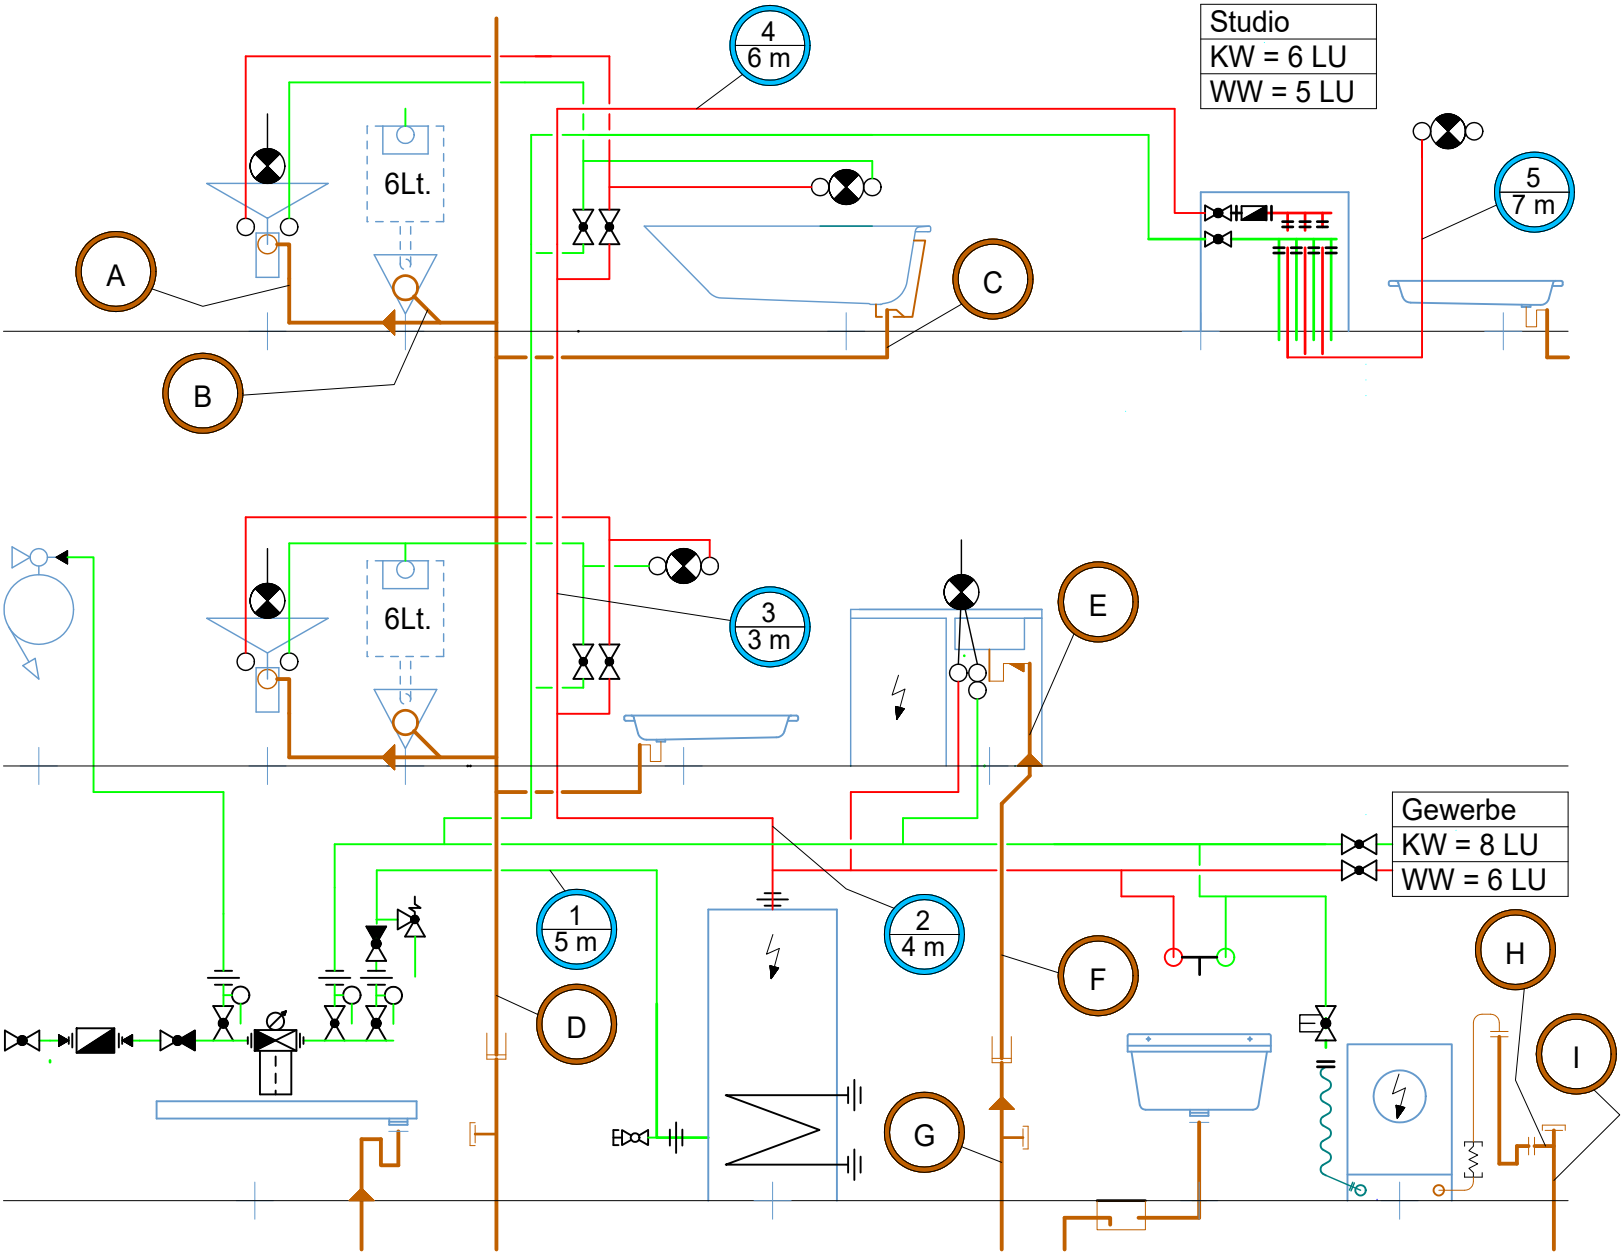 4
6 m
Studio
KW = 6 LU
WW = 5 LU
6Lt.
5
7 m
A
C
B
6Lt.
3
3 m
E
Gewerbe
KW = 8 LU
WW = 6 LU
1
5 m
2
4 m
H
F
D
I
G